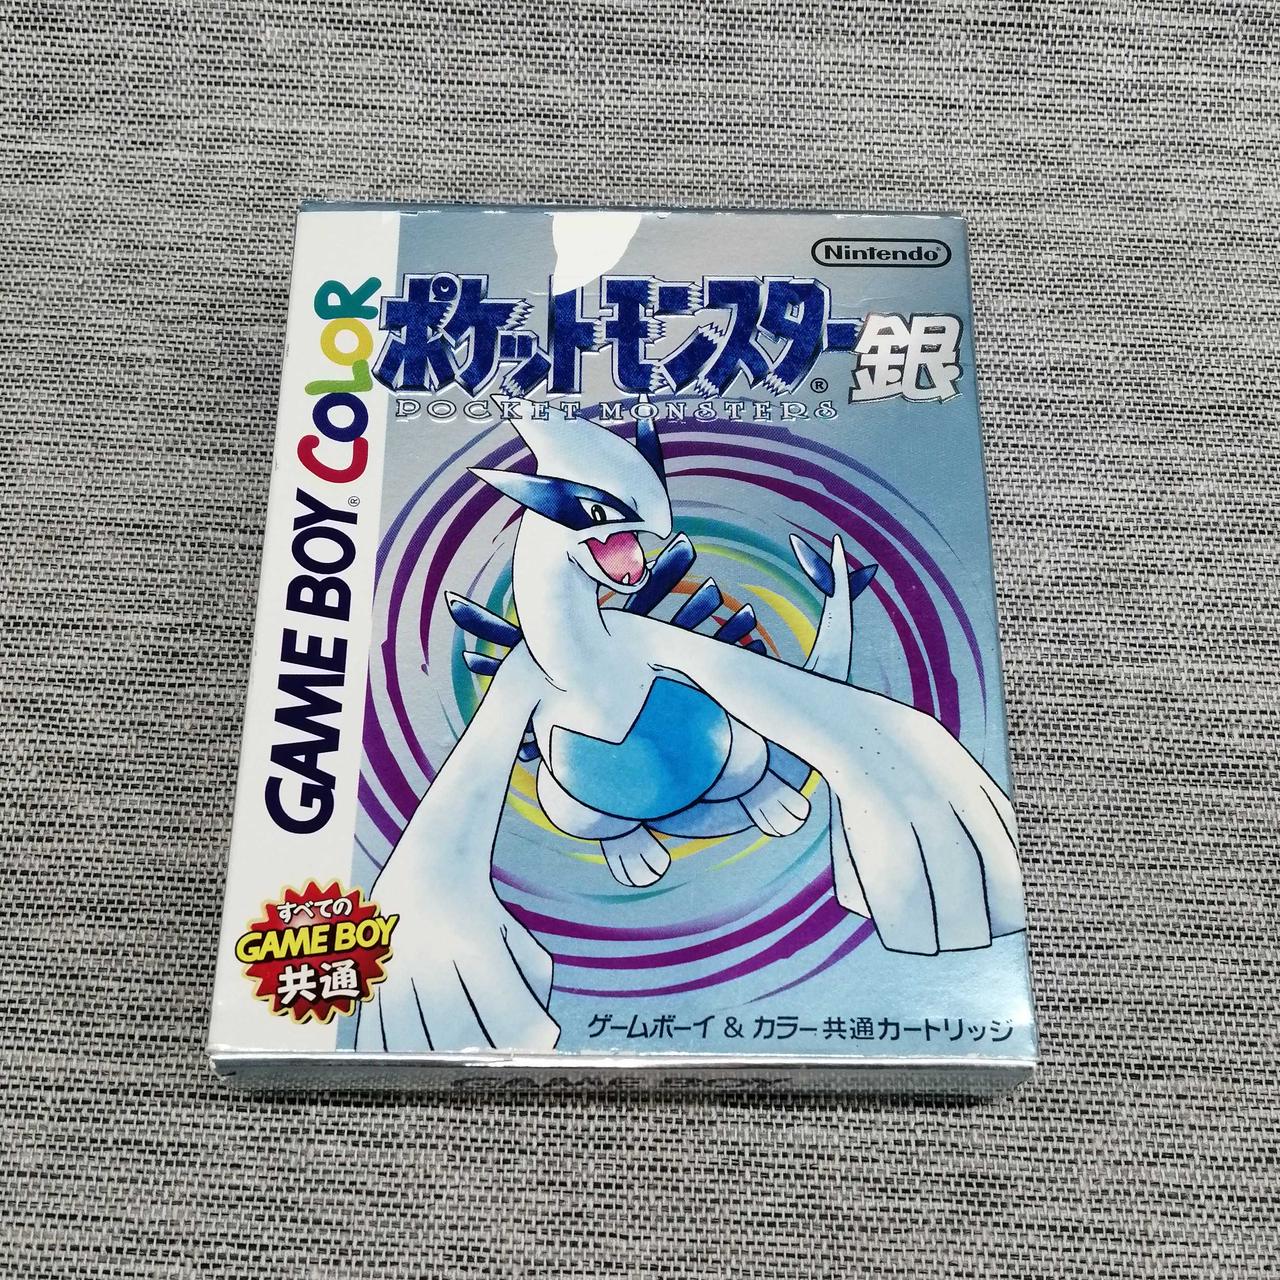 Nintendo®
ポケットモンスター®銀
POCKET MONSTERS
GAME BOY® COLOR
すべての
GAME BOY
共通
ゲームボーイ & カラー共通カートリッジ
GAME BOY